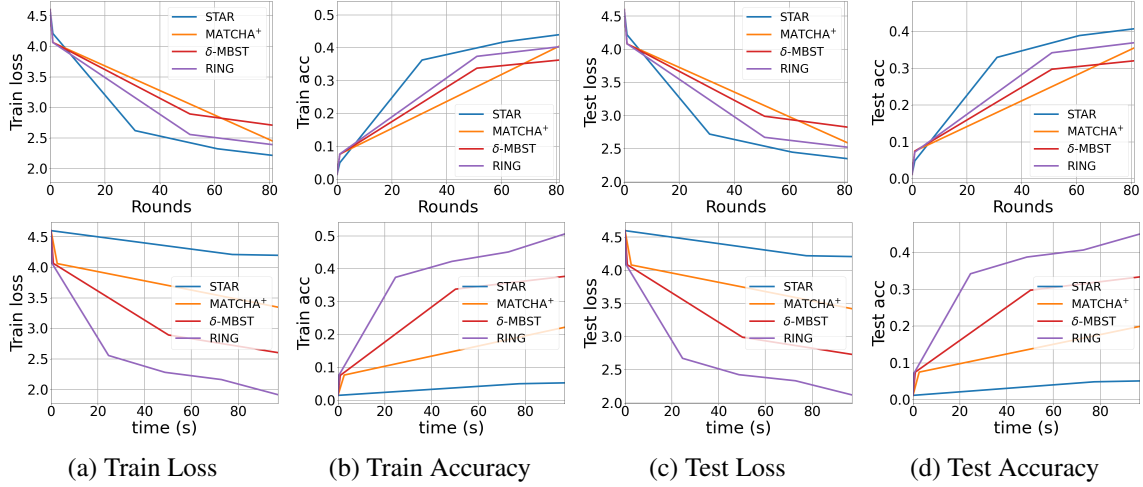 4.5
4.0
3.5
3.0
2.5
2.0
Train loss
STAR
MATCHA+
δ-MBST
RING
0 20 40 60 80
Rounds
0.4
0.3
0.2
0.1
0.0
Train acc
STAR
MATCHA+
δ-MBST
RING
0 20 40 60 80
Rounds
4.5
4.0
3.5
3.0
2.5
2.0
Test loss
STAR
MATCHA+
δ-MBST
RING
0 20 40 60 80
Rounds
0.4
0.3
0.2
0.1
0.0
Test acc
STAR
MATCHA+
δ-MBST
RING
0 20 40 60 80
Rounds
4.5
4.0
3.5
3.0
2.5
2.0
Train loss
STAR
MATCHA+
δ-MBST
RING
0 20 40 60 80
time (s)
0.5
0.4
0.3
0.2
0.1
0.0
Train acc
STAR
MATCHA+
δ-MBST
RING
0 20 40 60 80
time (s)
4.5
4.0
3.5
3.0
2.5
2.0
Test loss
STAR
MATCHA+
δ-MBST
RING
0 20 40 60 80
time (s)
0.4
0.3
0.2
0.1
0.0
Test acc
STAR
MATCHA+
δ-MBST
RING
0 20 40 60 80
time (s)
(a) Train Loss
(b) Train Accuracy
(c) Test Loss
(d) Test Accuracy